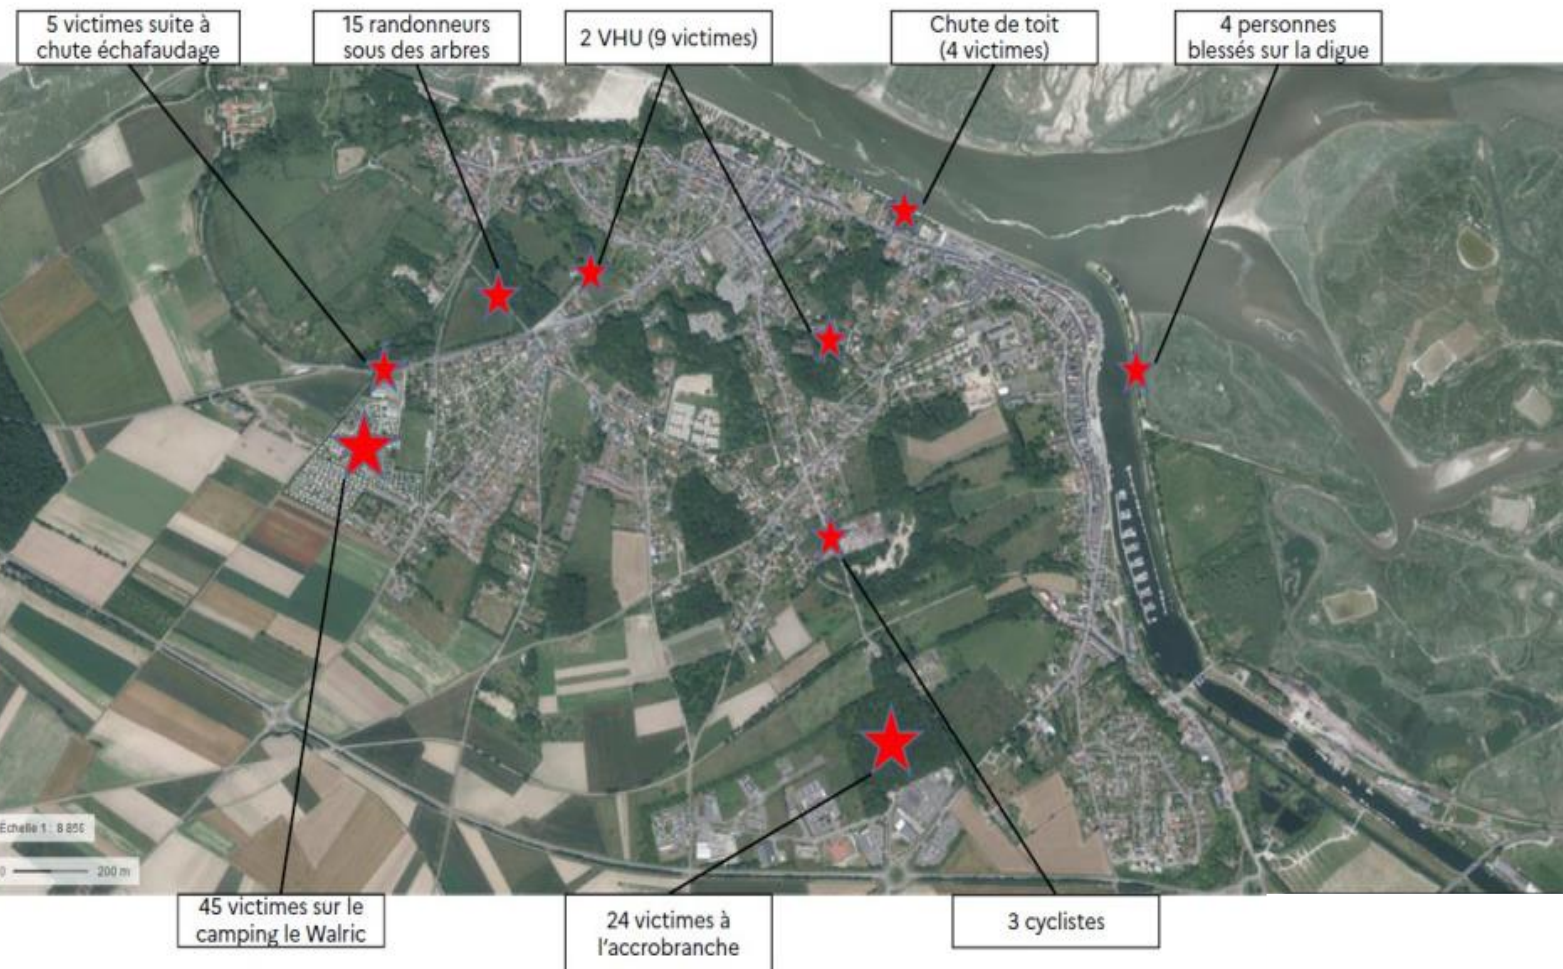 5 victimes suite à
chute échafaudage
15 randonneurs
sous des arbres
2 VHU (9 victimes)
Chute de toit
(4 victimes)
4 personnes
blessés sur la digue
Echelle 1 : 8 856
0
200 m
45 victimes sur le
camping le Walric
24 victimes à
l'accrobranche
3 cyclistes